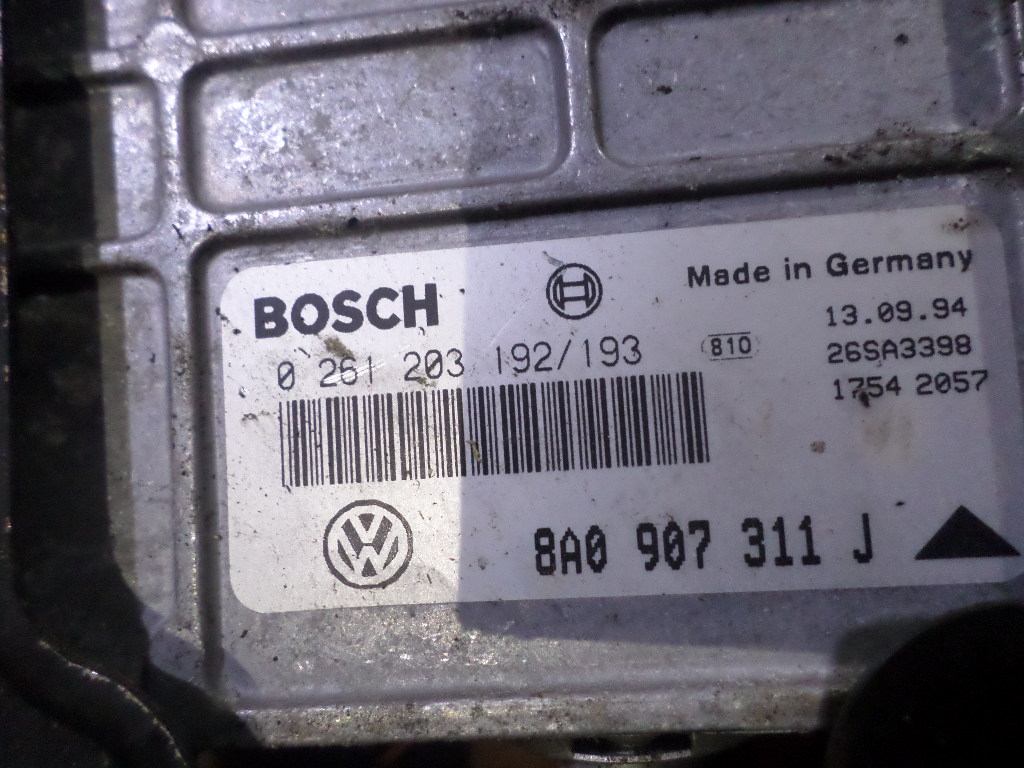 BOSCH
Made in Germany
0 261 203 192/193
810
13.09.94
26SA3398
1754 2057
VW
8A0 907 311 J